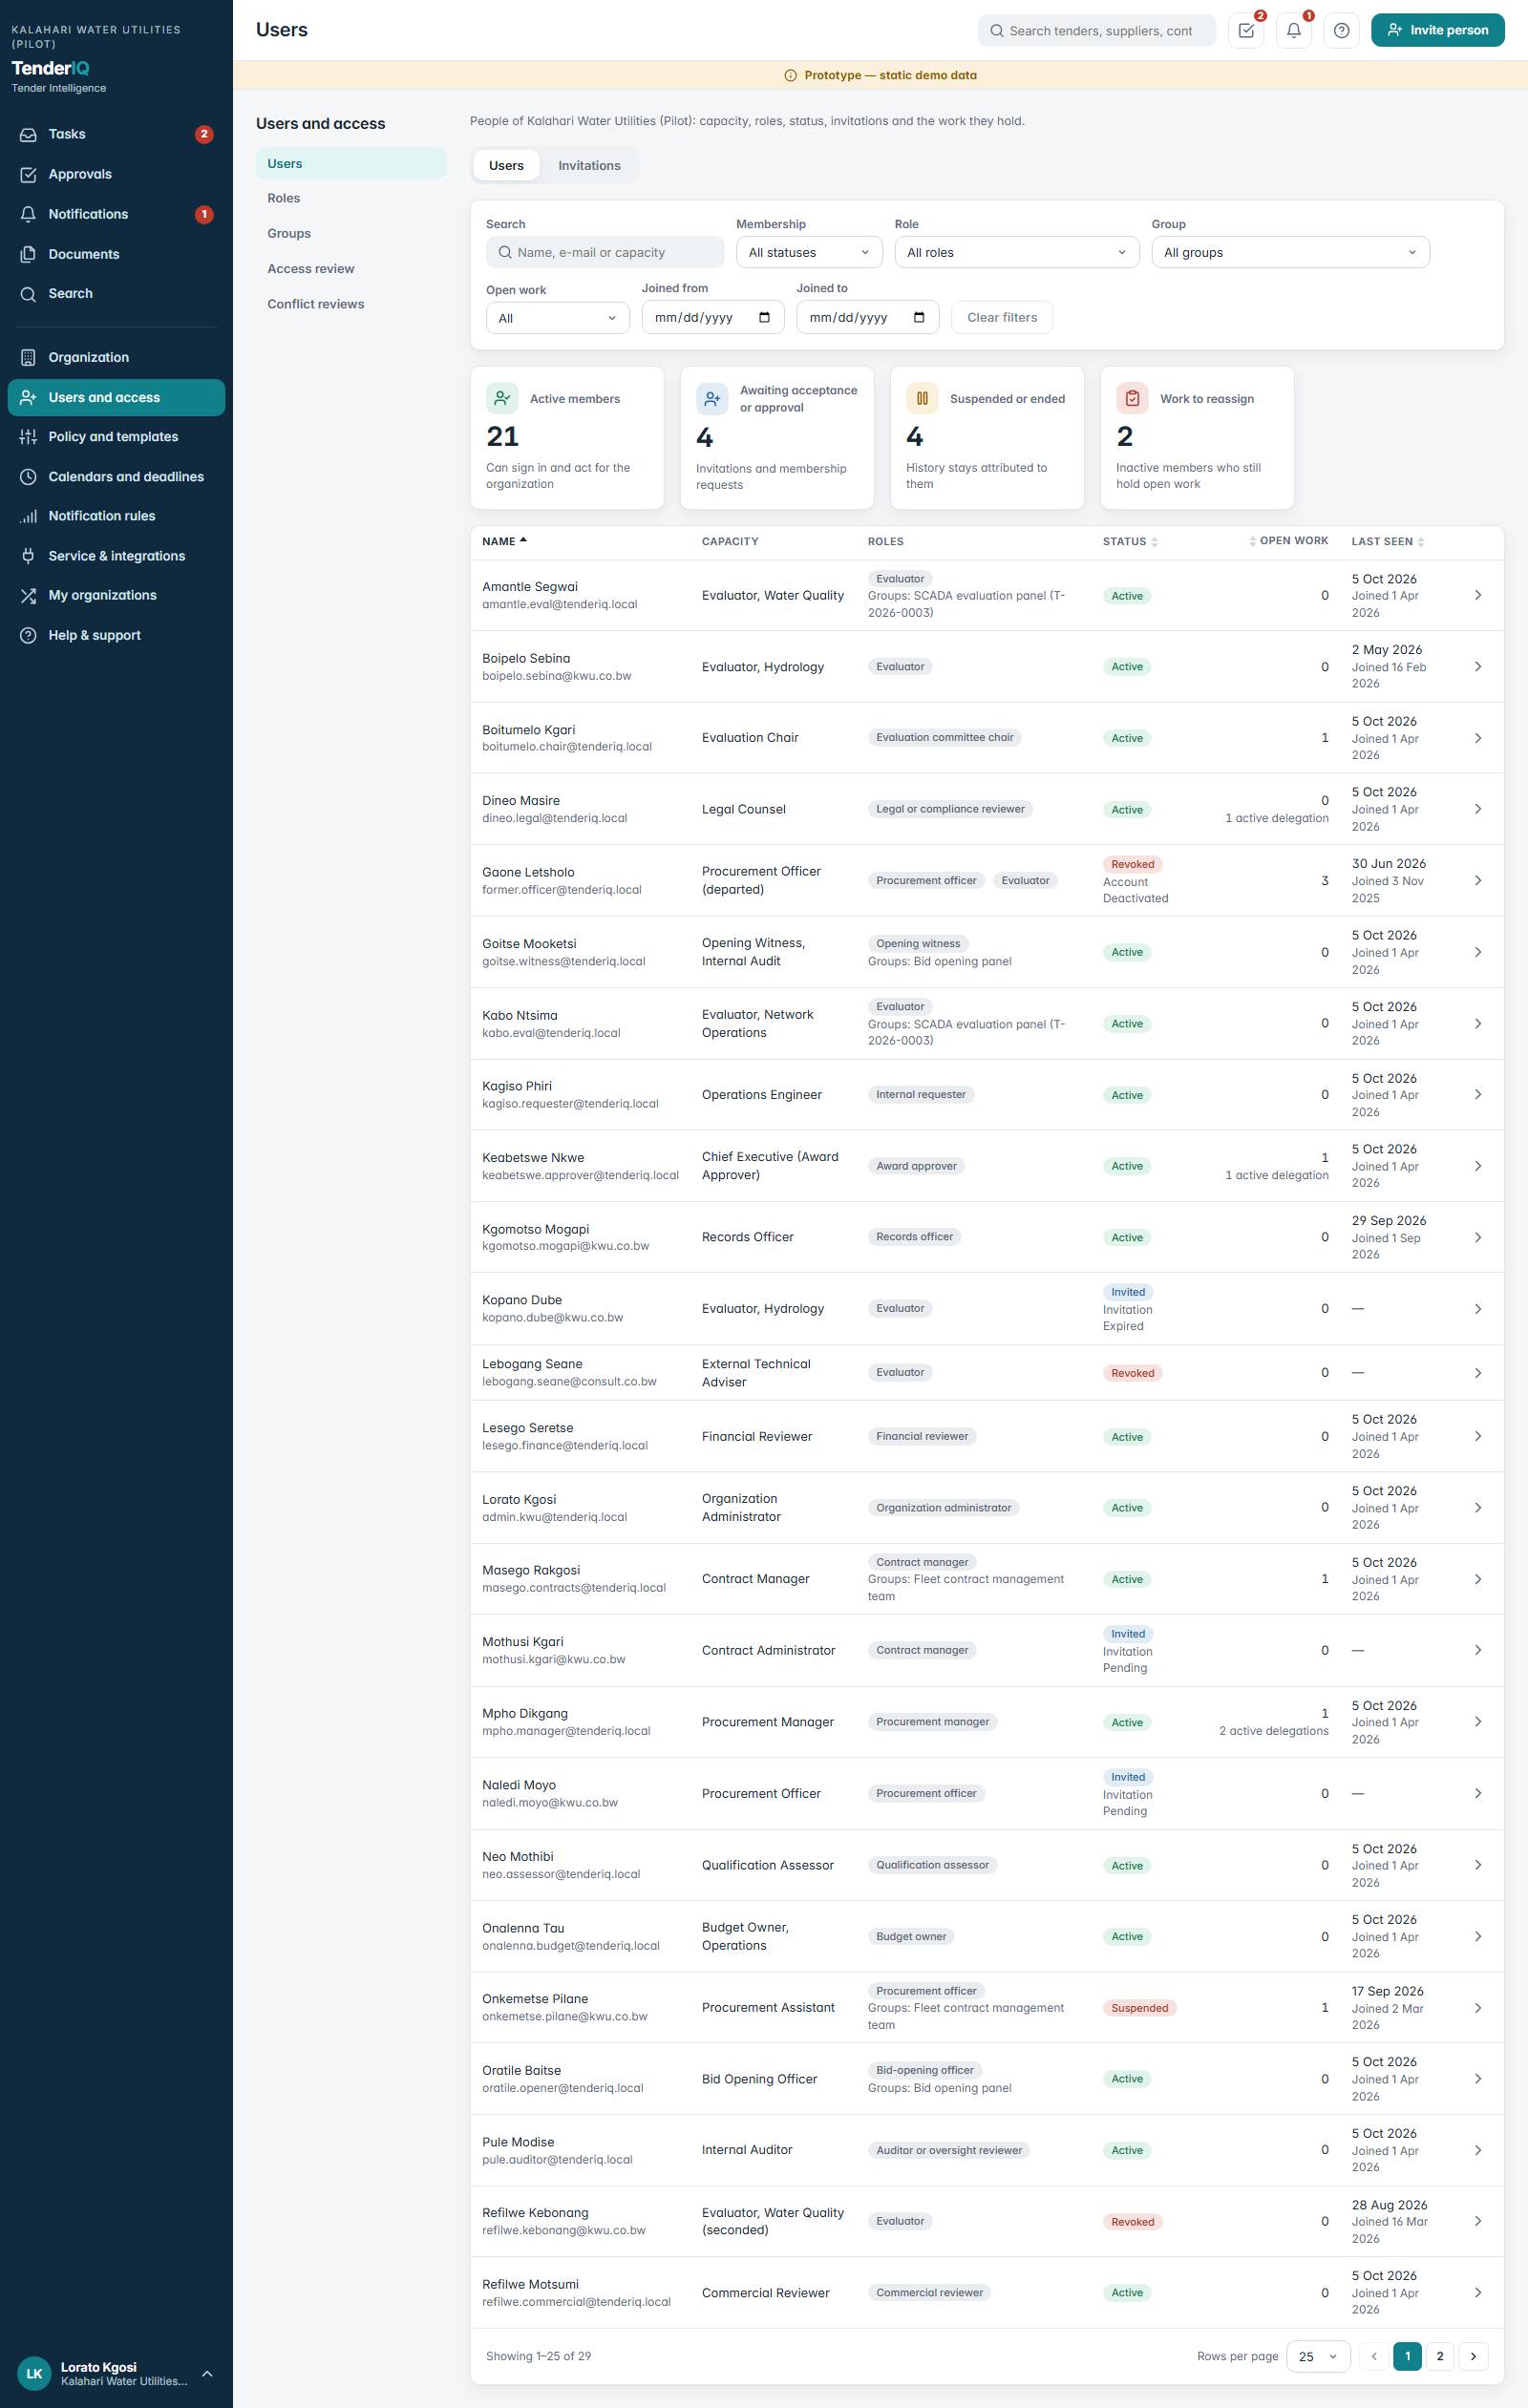 KALAHARI WATER UTILITIES
(PILOT)
TenderIQ
Tender Intelligence
Tasks 2
Approvals
Notifications 1
Documents
Search
Organization
Users and access
Policy and templates
Calendars and deadlines
Notification rules
Service & integrations
My organizations
Help & support
LK
Lorato Kgosi
Kalahari Water Utilities...
Users
Search tenders, suppliers, cont
2
1
Invite person
Prototype — static demo data
Users and access
Users
Roles
Groups
Access review
Conflict reviews
People of Kalahari Water Utilities (Pilot): capacity, roles, status, invitations and the work they hold.
Users Invitations
Search Membership Role Group
Name, e-mail or capacity All statuses All roles All groups
Open work Joined from Joined to
All mm/dd/yyyy mm/dd/yyyy Clear filters
Active members
21
Can sign in and act for the
organization
Awaiting acceptance
or approval
4
Invitations and membership
requests
Suspended or ended
4
History stays attributed to
them
Work to reassign
2
Inactive members who still
hold open work
NAME CAPACITY ROLES STATUS OPEN WORK LAST SEEN
Amantle Segwai
amantle.eval@tenderiq.local
Evaluator, Water Quality
Evaluator
Groups: SCADA evaluation panel (T-
2026-0003)
Active
0
5 Oct 2026
Joined 1 Apr
2026
Boipelo Sebina
boipelo.sebina@kwu.co.bw
Evaluator, Hydrology
Evaluator
Active
0
2 May 2026
Joined 16 Feb
2026
Boitumelo Kgari
boitumelo.chair@tenderiq.local
Evaluation Chair
Evaluation committee chair
Active
1
5 Oct 2026
Joined 1 Apr
2026
Dineo Masire
dineo.legal@tenderiq.local
Legal Counsel
Legal or compliance reviewer
Active
0
1 active delegation
5 Oct 2026
Joined 1 Apr
2026
Gaone Letsholo
former.officer@tenderiq.local
Procurement Officer
(departed)
Procurement officer Evaluator
Revoked
Account
Deactivated
3
30 Jun 2026
Joined 3 Nov
2025
Goitse Mooketsi
goitse.witness@tenderiq.local
Opening Witness,
Internal Audit
Opening witness
Groups: Bid opening panel
Active
0
5 Oct 2026
Joined 1 Apr
2026
Kabo Ntsima
kabo.eval@tenderiq.local
Evaluator, Network
Operations
Evaluator
Groups: SCADA evaluation panel (T-
2026-0003)
Active
0
5 Oct 2026
Joined 1 Apr
2026
Kagiso Phiri
kagiso.requester@tenderiq.local
Operations Engineer
Internal requester
Active
0
5 Oct 2026
Joined 1 Apr
2026
Keabetswe Nkwe
keabetswe.approver@tenderiq.local
Chief Executive (Award
Approver)
Award approver
Active
1
1 active delegation
5 Oct 2026
Joined 1 Apr
2026
Kgomotso Mogapi
kgomotso.mogapi@kwu.co.bw
Records Officer
Records officer
Active
0
29 Sep 2026
Joined 1 Sep
2026
Kopano Dube
kopano.dube@kwu.co.bw
Evaluator, Hydrology
Evaluator
Invited
Invitation
Expired
0
—
Lebogang Seane
lebogang.seane@consult.co.bw
External Technical
Adviser
Evaluator
Revoked
0
—
Lesego Seretse
lesego.finance@tenderiq.local
Financial Reviewer
Financial reviewer
Active
0
5 Oct 2026
Joined 1 Apr
2026
Lorato Kgosi
admin.kwu@tenderiq.local
Organization
Administrator
Organization administrator
Active
0
5 Oct 2026
Joined 1 Apr
2026
Masego Rakgosi
masego.contracts@tenderiq.local
Contract Manager
Contract manager
Groups: Fleet contract management
team
Active
1
5 Oct 2026
Joined 1 Apr
2026
Mothusi Kgari
mothusi.kgari@kwu.co.bw
Contract Administrator
Contract manager
Invited
Invitation
Pending
0
—
Mpho Dikgang
mpho.manager@tenderiq.local
Procurement Manager
Procurement manager
Active
1
2 active delegations
5 Oct 2026
Joined 1 Apr
2026
Naledi Moyo
naledi.moyo@kwu.co.bw
Procurement Officer
Procurement officer
Invited
Invitation
Pending
0
—
Neo Mothibi
neo.assessor@tenderiq.local
Qualification Assessor
Qualification assessor
Active
0
5 Oct 2026
Joined 1 Apr
2026
Onalenna Tau
onalenna.budget@tenderiq.local
Budget Owner,
Operations
Budget owner
Active
0
5 Oct 2026
Joined 1 Apr
2026
Onkemetse Pilane
onkemetse.pilane@kwu.co.bw
Procurement Assistant
Procurement officer
Groups: Fleet contract management
team
Suspended
1
17 Sep 2026
Joined 2 Mar
2026
Oratile Baitse
oratile.opener@tenderiq.local
Bid Opening Officer
Bid-opening officer
Groups: Bid opening panel
Active
0
5 Oct 2026
Joined 1 Apr
2026
Pule Modise
pule.auditor@tenderiq.local
Internal Auditor
Auditor or oversight reviewer
Active
0
5 Oct 2026
Joined 1 Apr
2026
Refilwe Kebonang
refilwe.kebonang@kwu.co.bw
Evaluator, Water Quality
(seconded)
Evaluator
Revoked
0
28 Aug 2026
Joined 16 Mar
2026
Refilwe Motsumi
refilwe.commercial@tenderiq.local
Commercial Reviewer
Commercial reviewer
Active
0
5 Oct 2026
Joined 1 Apr
2026
Showing 1–25 of 29
Rows per page 25 1 2